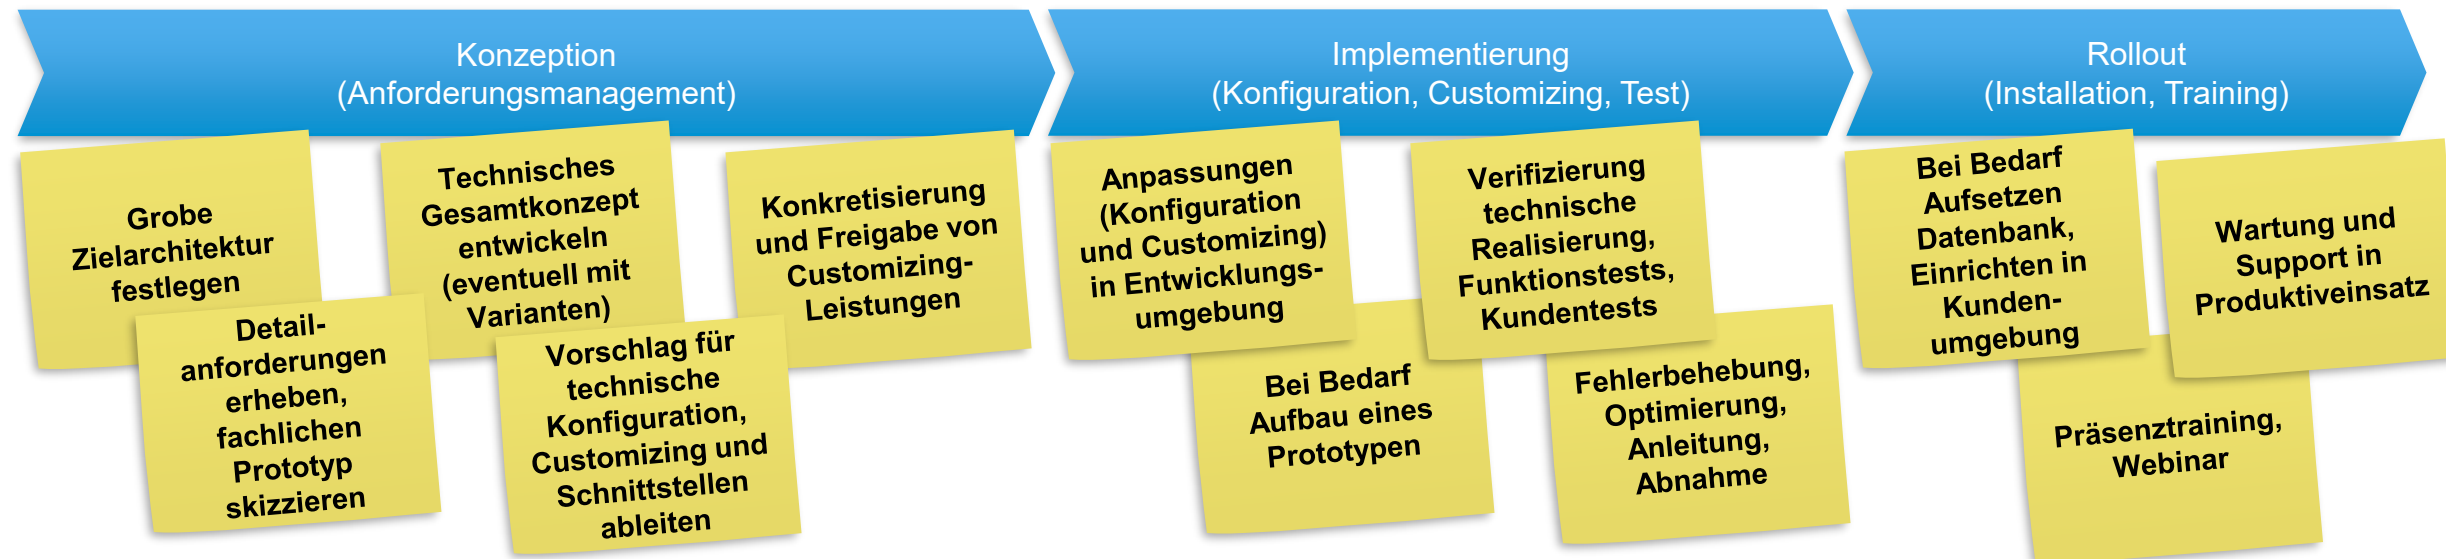 Konzeption
(Anforderungsmanagement)
Implementierung
(Konfiguration, Customizing, Test)
Rollout
(Installation, Training)
Grobe
Zielarchitektur
festlegen
Detail-
anforderungen
erheben,
fachlichen
Prototyp
skizzieren
Technisches
Gesamtkonzept
entwickeln
(eventuell mit
Varianten)
Vorschlag für
technische
Konfiguration,
Customizing und
Schnittstellen
ableiten
Konkretisierung
und Freigabe von
Customizing-
Leistungen
Anpassungen
(Konfiguration
und Customizing)
in Entwicklungs-
umgebung
Bei Bedarf
Aufbau eines
Prototypen
Verifizierung
technische
Realisierung,
Funktionstests,
Kundentests
Fehlerbehebung,
Optimierung,
Anleitung,
Abnahme
Bei Bedarf
Aufsetzen
Datenbank,
Einrichten in
Kunden-
umgebung
Präsenztraining,
Webinar
Wartung und
Support in
Produktiveinsatz